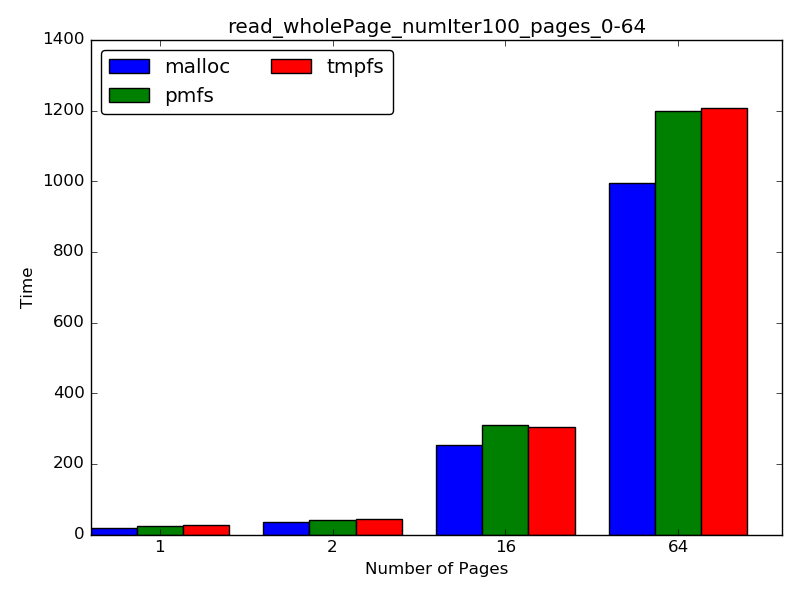 read_wholePage_numIter100_pages_0-64
1400
1200
1000
800
600
400
200
0
Time
malloc
tmpfs
pmfs
1 2 16 64
Number of Pages